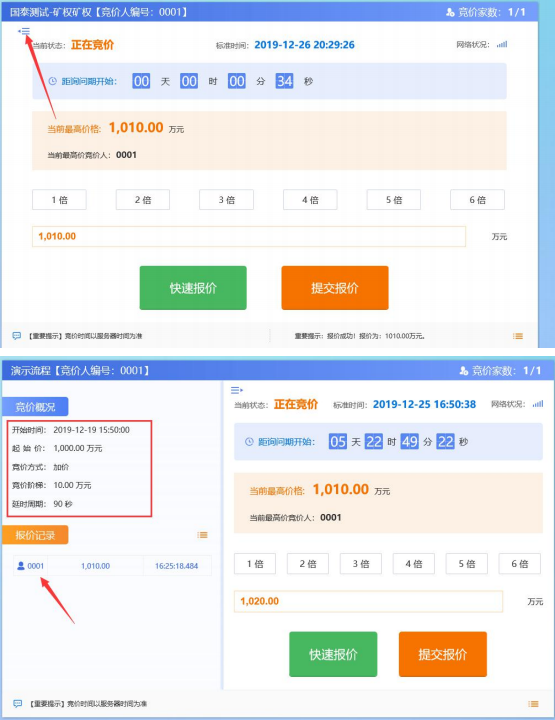 国泰测试-矿权矿权【竞价人编号：0001】 竞价家数：1/1
当前状态：正在竞价 标准时间：2019-12-26 20:29:26 网络状况：
距询问期开始： 00 天 00 时 00 分 34 秒
当前最高价格：1,010.00 万元
当前最高价竞价人：0001
1 倍 2 倍 3 倍 4 倍 5 倍 6 倍
1,010.00 万元
快速报价 提交报价
【重要提示】竞价时间以服务器时间为准 重要提示：报价成功！报价为：1010.00万元。
演示流程【竞价人编号：0001】 竞价家数：1/1
竞价概况
开始时间：2019-12-19 15:50:00
起 始 价：1,000.00 万元
竞价方式：加价
竞价阶梯：10.00 万元
延时周期：90 秒
报价记录
0001 1,010.00 16:25:18.484
当前状态：正在竞价 标准时间：2019-12-25 16:50:38 网络状况：
距询问期开始： 05 天 22 时 49 分 22 秒
当前最高价格：1,010.00 万元
当前最高价竞价人：0001
1 倍 2 倍 3 倍 4 倍 5 倍 6 倍
1,020.00 万元
快速报价 提交报价
【重要提示】竞价时间以服务器时间为准